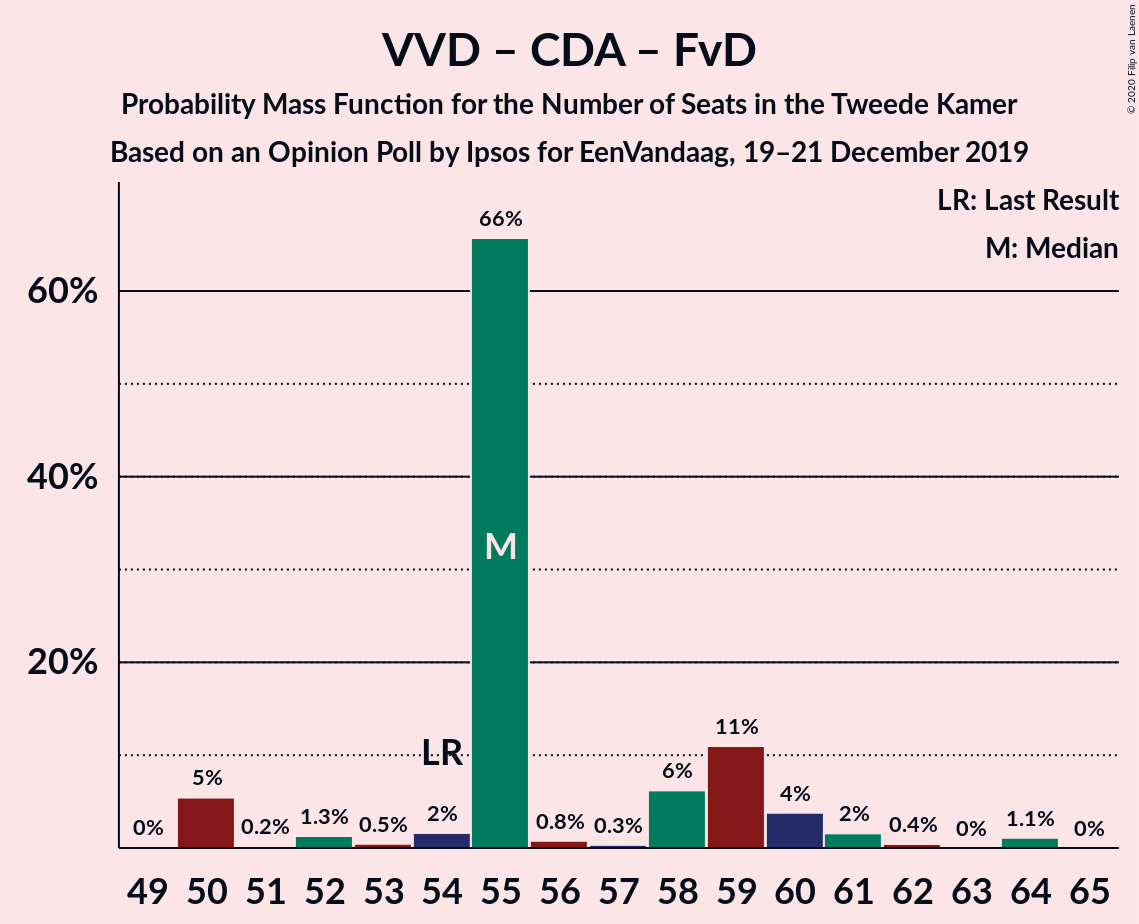 VVD – CDA – FvD
Probability Mass Function for the Number of Seats in the Tweede Kamer
Based on an Opinion Poll by Ipsos for EenVandaag, 19–21 December 2019
© 2020 Filip van Laenen
LR: Last Result
M: Median
60%
40%
20%
0%
5%
0.2%
1.3%
0.5%
2%
LR
66%
M
0.8%
0.3%
6%
11%
4%
2%
0.4%
0%
1.1%
0%
49 50 51 52 53 54 55 56 57 58 59 60 61 62 63 64 65